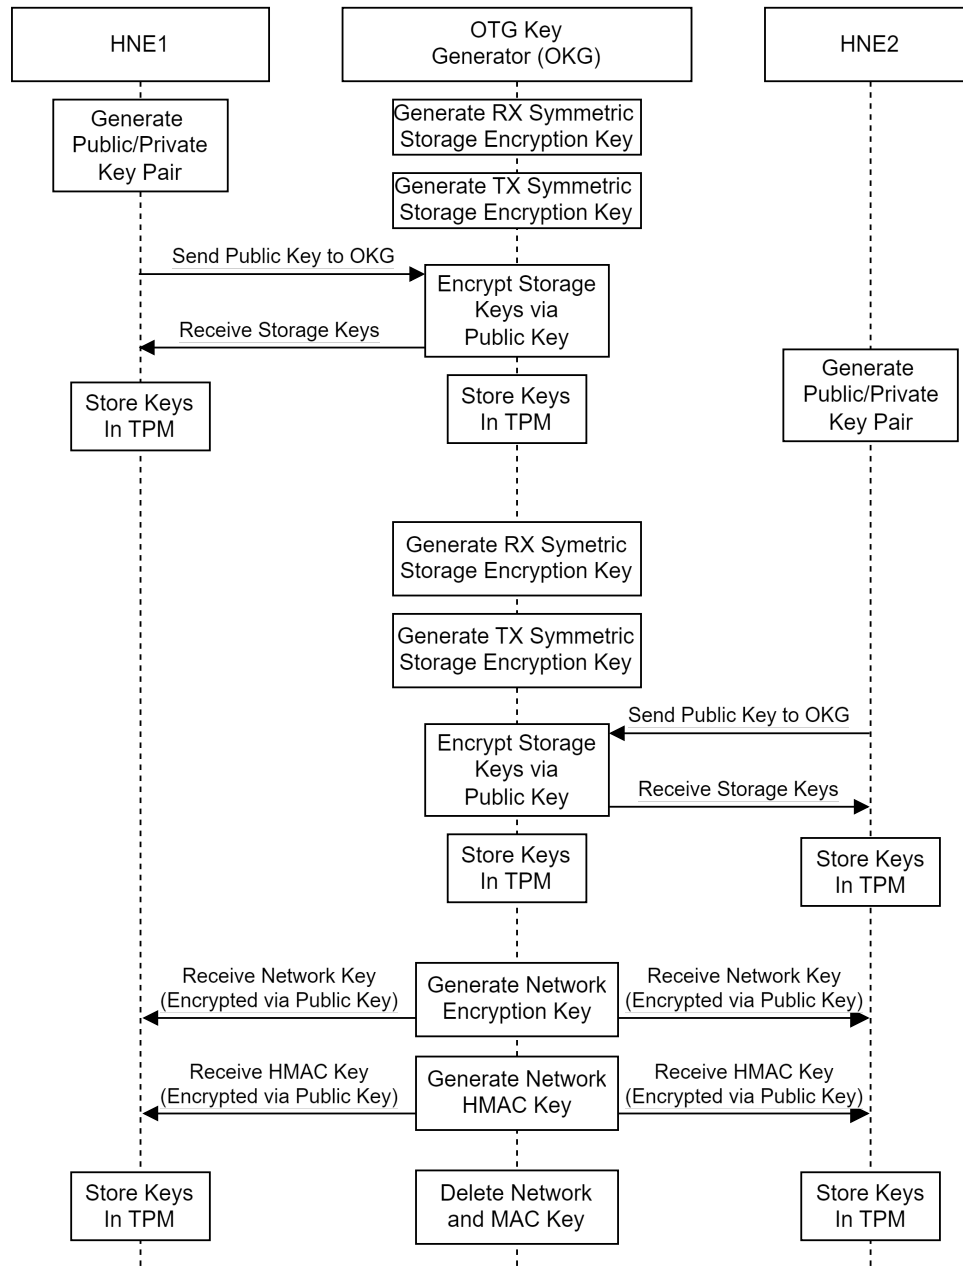 HNE1
OTG Key
Generator (OKG)
HNE2
Generate
Public/Private
Key Pair
Generate RX Symmetric
Storage Encryption Key
Generate TX Symmetric
Storage Encryption Key
Send Public Key to OKG
Encrypt Storage
Keys via
Public Key
Receive Storage Keys
Store Keys
In TPM
Store Keys
In TPM
Generate
Public/Private
Key Pair
Generate RX Symetric
Storage Encryption Key
Generate TX Symmetric
Storage Encryption Key
Send Public Key to OKG
Encrypt Storage
Keys via
Public Key
Receive Storage Keys
Store Keys
In TPM
Store Keys
In TPM
Receive Network Key
(Encrypted via Public Key)
Generate Network
Encryption Key
Receive Network Key
(Encrypted via Public Key)
Receive HMAC Key
(Encrypted via Public Key)
Generate Network
HMAC Key
Receive HMAC Key
(Encrypted via Public Key)
Store Keys
In TPM
Delete Network
and MAC Key
Store Keys
In TPM